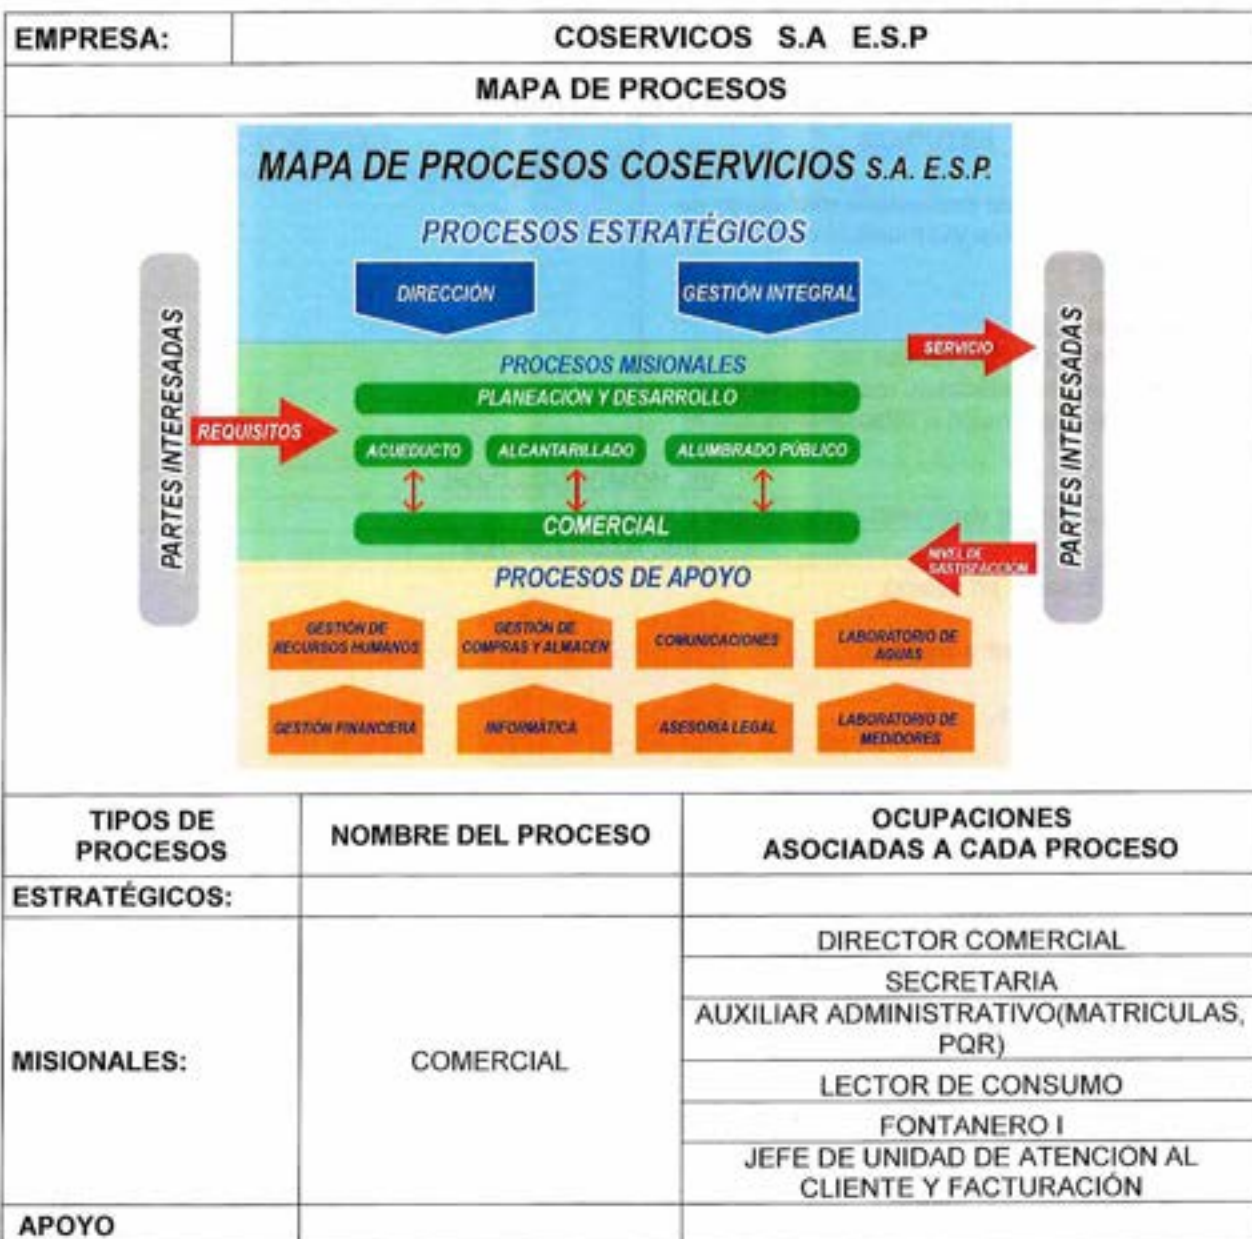 EMPRESA: COSERVICOS S.A E.S.P
MAPA DE PROCESOS
MAPA DE PROCESOS COSERVICIOS S.A. E.S.P.
PROCESOS ESTRATÉGICOS
DIRECCIÓN GESTIÓN INTEGRAL
PARTES INTERESADAS
REQUISITOS
SERVICIO
PARTES INTERESADAS
PROCESOS MISIONALES
PLANEACIÓN Y DESARROLLO
ACUEDUCTO ALCANTARILLADO ALUMBRADO PÚBLICO
COMERCIAL
NIVEL DE
SASTISFACCIÓN
PROCESOS DE APOYO
GESTIÓN DE
RECURSOS HUMANOS
GESTIÓN DE
COMPRAS Y ALMACEN
COMUNICACIONES
LABORATORIO DE
AGUAS
GESTIÓN FINANCIERA
INFORMÁTICA
ASESORÍA LEGAL
LABORATORIO DE
MEDIDORES
TIPOS DE
PROCESOS
NOMBRE DEL PROCESO
OCUPACIONES
ASOCIADAS A CADA PROCESO
ESTRATÉGICOS:
MISIONALES:
COMERCIAL
DIRECTOR COMERCIAL
SECRETARIA
AUXILIAR ADMINISTRATIVO(MATRICULAS,
PQR)
LECTOR DE CONSUMO
FONTANERO I
JEFE DE UNIDAD DE ATENCION AL
CLIENTE Y FACTURACIÓN
APOYO